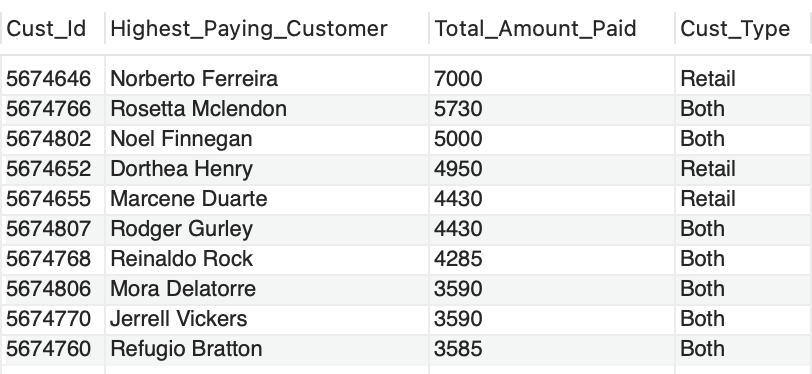 Cust_Id Highest_Paying_Customer Total_Amount_Paid Cust_Type
5674646 Norberto Ferreira 7000 Retail
5674766 Rosetta Mclendon 5730 Both
5674802 Noel Finnegan 5000 Both
5674652 Dorthea Henry 4950 Retail
5674655 Marcene Duarte 4430 Retail
5674807 Rodger Gurley 4430 Both
5674768 Reinaldo Rock 4285 Both
5674806 Mora Delatorre 3590 Both
5674770 Jerrell Vickers 3590 Both
5674760 Refugio Bratton 3585 Both